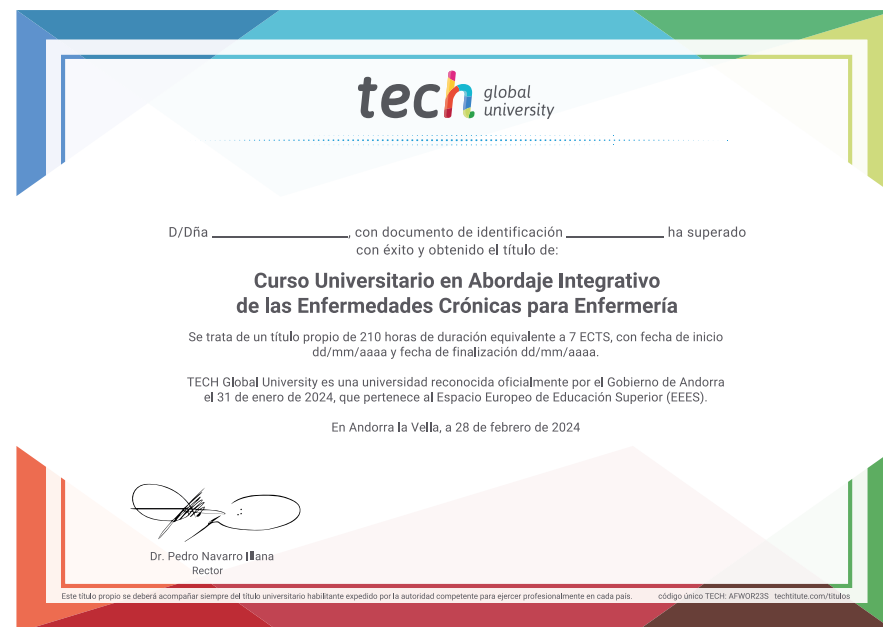 tech global university
D/Dña ____________, con documento de identificación ____________ ha superado
con éxito y obtenido el título de:
Curso Universitario en Abordaje Integrativo
de las Enfermedades Crónicas para Enfermería
Se trata de un título propio de 210 horas de duración equivalente a 7 ECTS, con fecha de inicio
dd/mm/aaaa y fecha de finalización dd/mm/aaaa.
TECH Global University es una universidad reconocida oficialmente por el Gobierno de Andorra
el 31 de enero de 2024, que pertenece al Espacio Europeo de Educación Superior (EEES).
En Andorra la Vella, a 28 de febrero de 2024
Dr. Pedro Navarro Illana
Rector
Este título propio se deberá acompañar siempre del título universitario habilitante expedido por la autoridad competente para ejercer profesionalmente en cada país. código único TECH: AFWOR23S techtitute.com/titulos